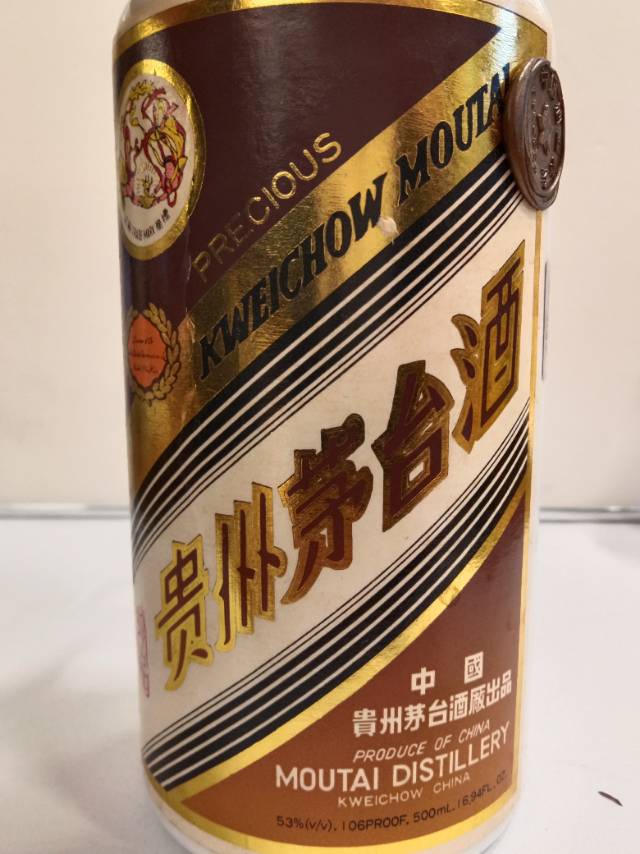 PRECIOUS
KWEICHOW MOUTAI
贵州茅台酒
中國
貴州茅台酒廠出品
PRODUCE OF CHINA
MOUTAI DISTILLERY
KWEICHOW CHINA
53%(v/v), 106PROOF, 500mL, 16.94FL. OZ.